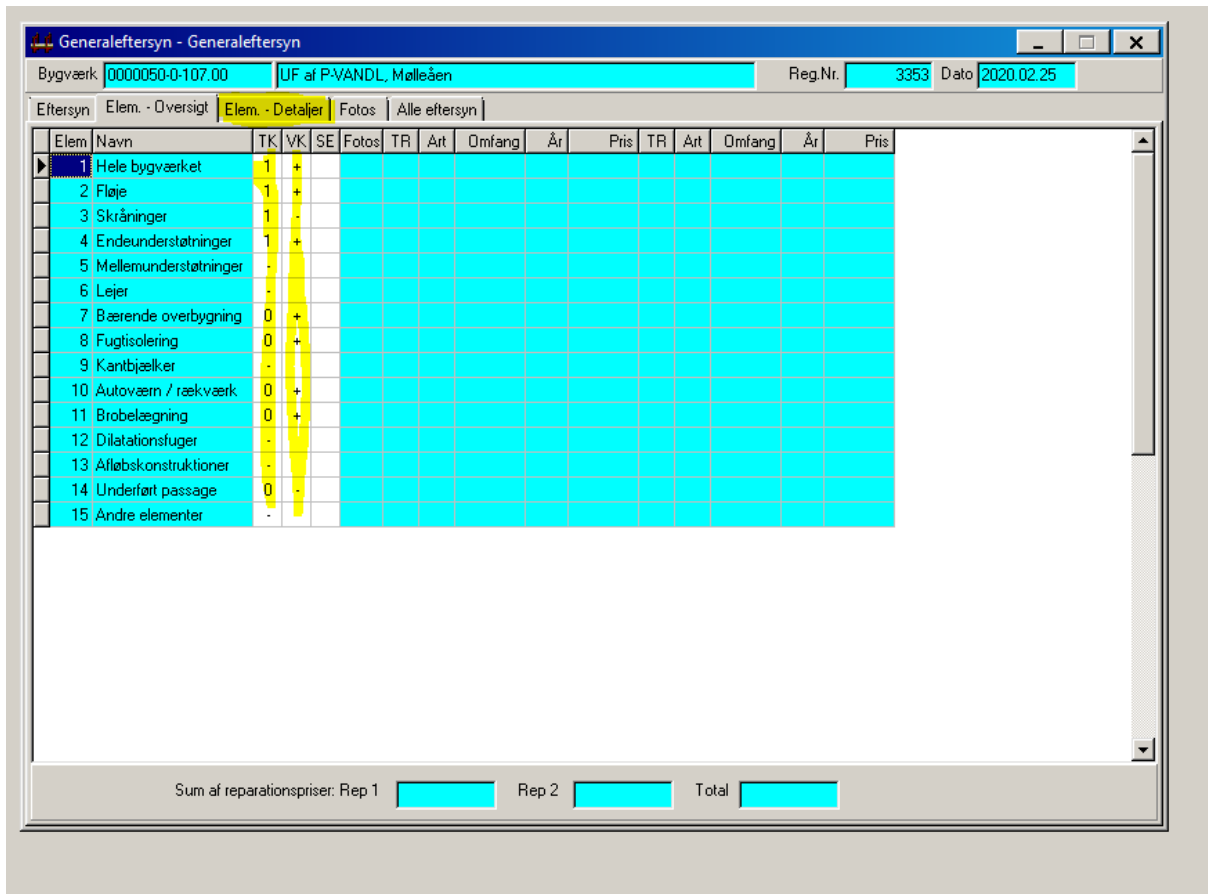 Generaleftersyn - Generaleftersyn
Bygværk 0000050-0-107.00 UF af P-VANDL, Mølleåen Reg.Nr. 3353 Dato 2020.02.25
Eftersyn Elem. - Oversigt Elem. - Detaljer Fotos Alle eftersyn
Elem Navn TK VK SE Fotos TR Art Omfang År Pris TR Art Omfang År Pris
1 Hele bygværket 1 +
2 Fløje 1 +
3 Skråninger 1 -
4 Endeunderstøtninger 1 +
5 Mellemunderstøtninger -
6 Lejer -
7 Bærende overbygning 0 +
8 Fugtisolering 0 +
9 Kantbjælker -
10 Autoværn / rækværk 0 +
11 Brobelægning 0 +
12 Dilatationsfuger -
13 Afløbskonstruktioner -
14 Underført passage 0 -
15 Andre elementer -
Sum af reparationspriser: Rep 1 Rep 2 Total